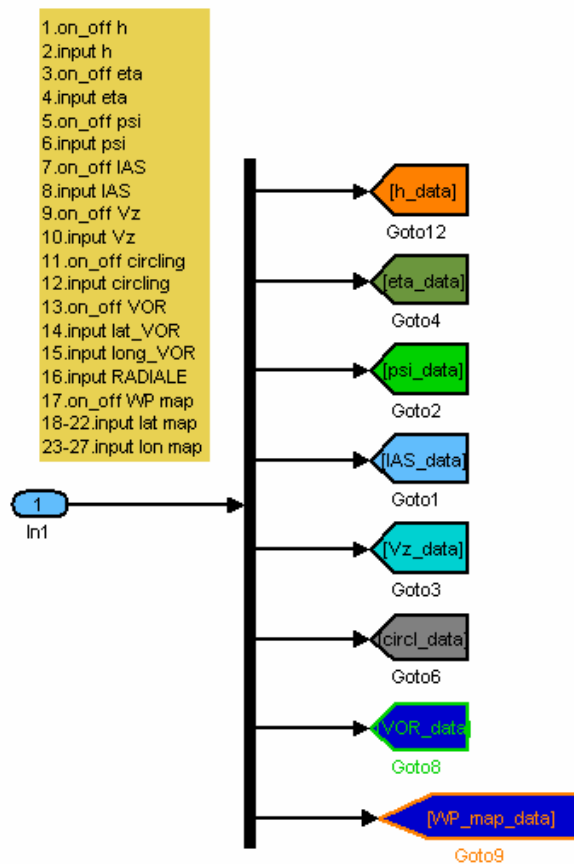 1.on_off h
2.input h
3.on_off eta
4.input eta
5.on_off psi
6.input psi
7.on_off IAS
8.input IAS
9.on_off Vz
10.input Vz
11.on_off circling
12.input circling
13.on_off VOR
14.input lat_VOR
15.input long_VOR
16.input RADIALE
17.on_off WP map
18-22.input lat map
23-27.input lon map
1
In1
[h_data]
Goto12
[eta_data]
Goto4
[psi_data]
Goto2
[IAS_data]
Goto1
[Vz_data]
Goto3
[circl_data]
Goto6
[VOR_data]
Goto8
[WP_map_data]
Goto9